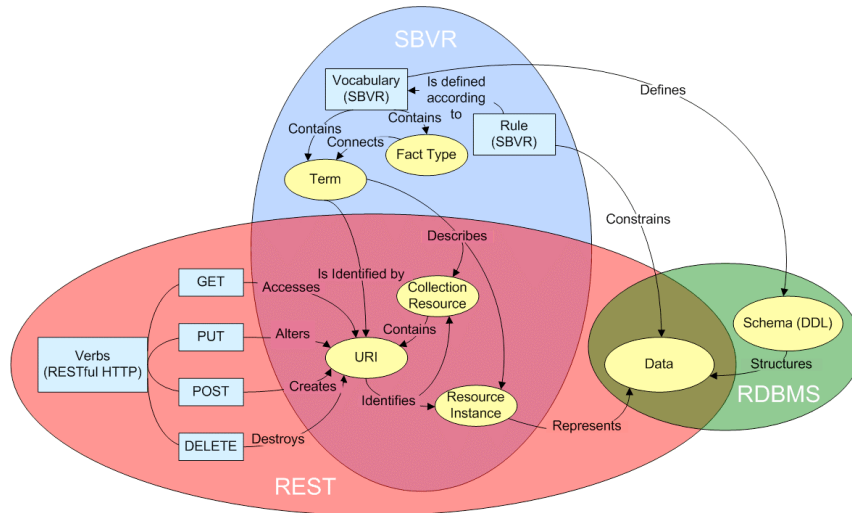 SBVR
Vocabulary
(SBVR)
Is defined
according
to
Defines
Contains
Contains
Connects
Rule
(SBVR)
Fact Type
Term
Constrains
Describes
GET
Accesses
Is Identified by
Collection
Resource
PUT
Alters
Contains
Schema (DDL)
Verbs
(RESTful HTTP)
URI
Data
Structures
POST
Creates
Identifies
Resource
Instance
RDBMS
Represents
DELETE
Destroys
REST